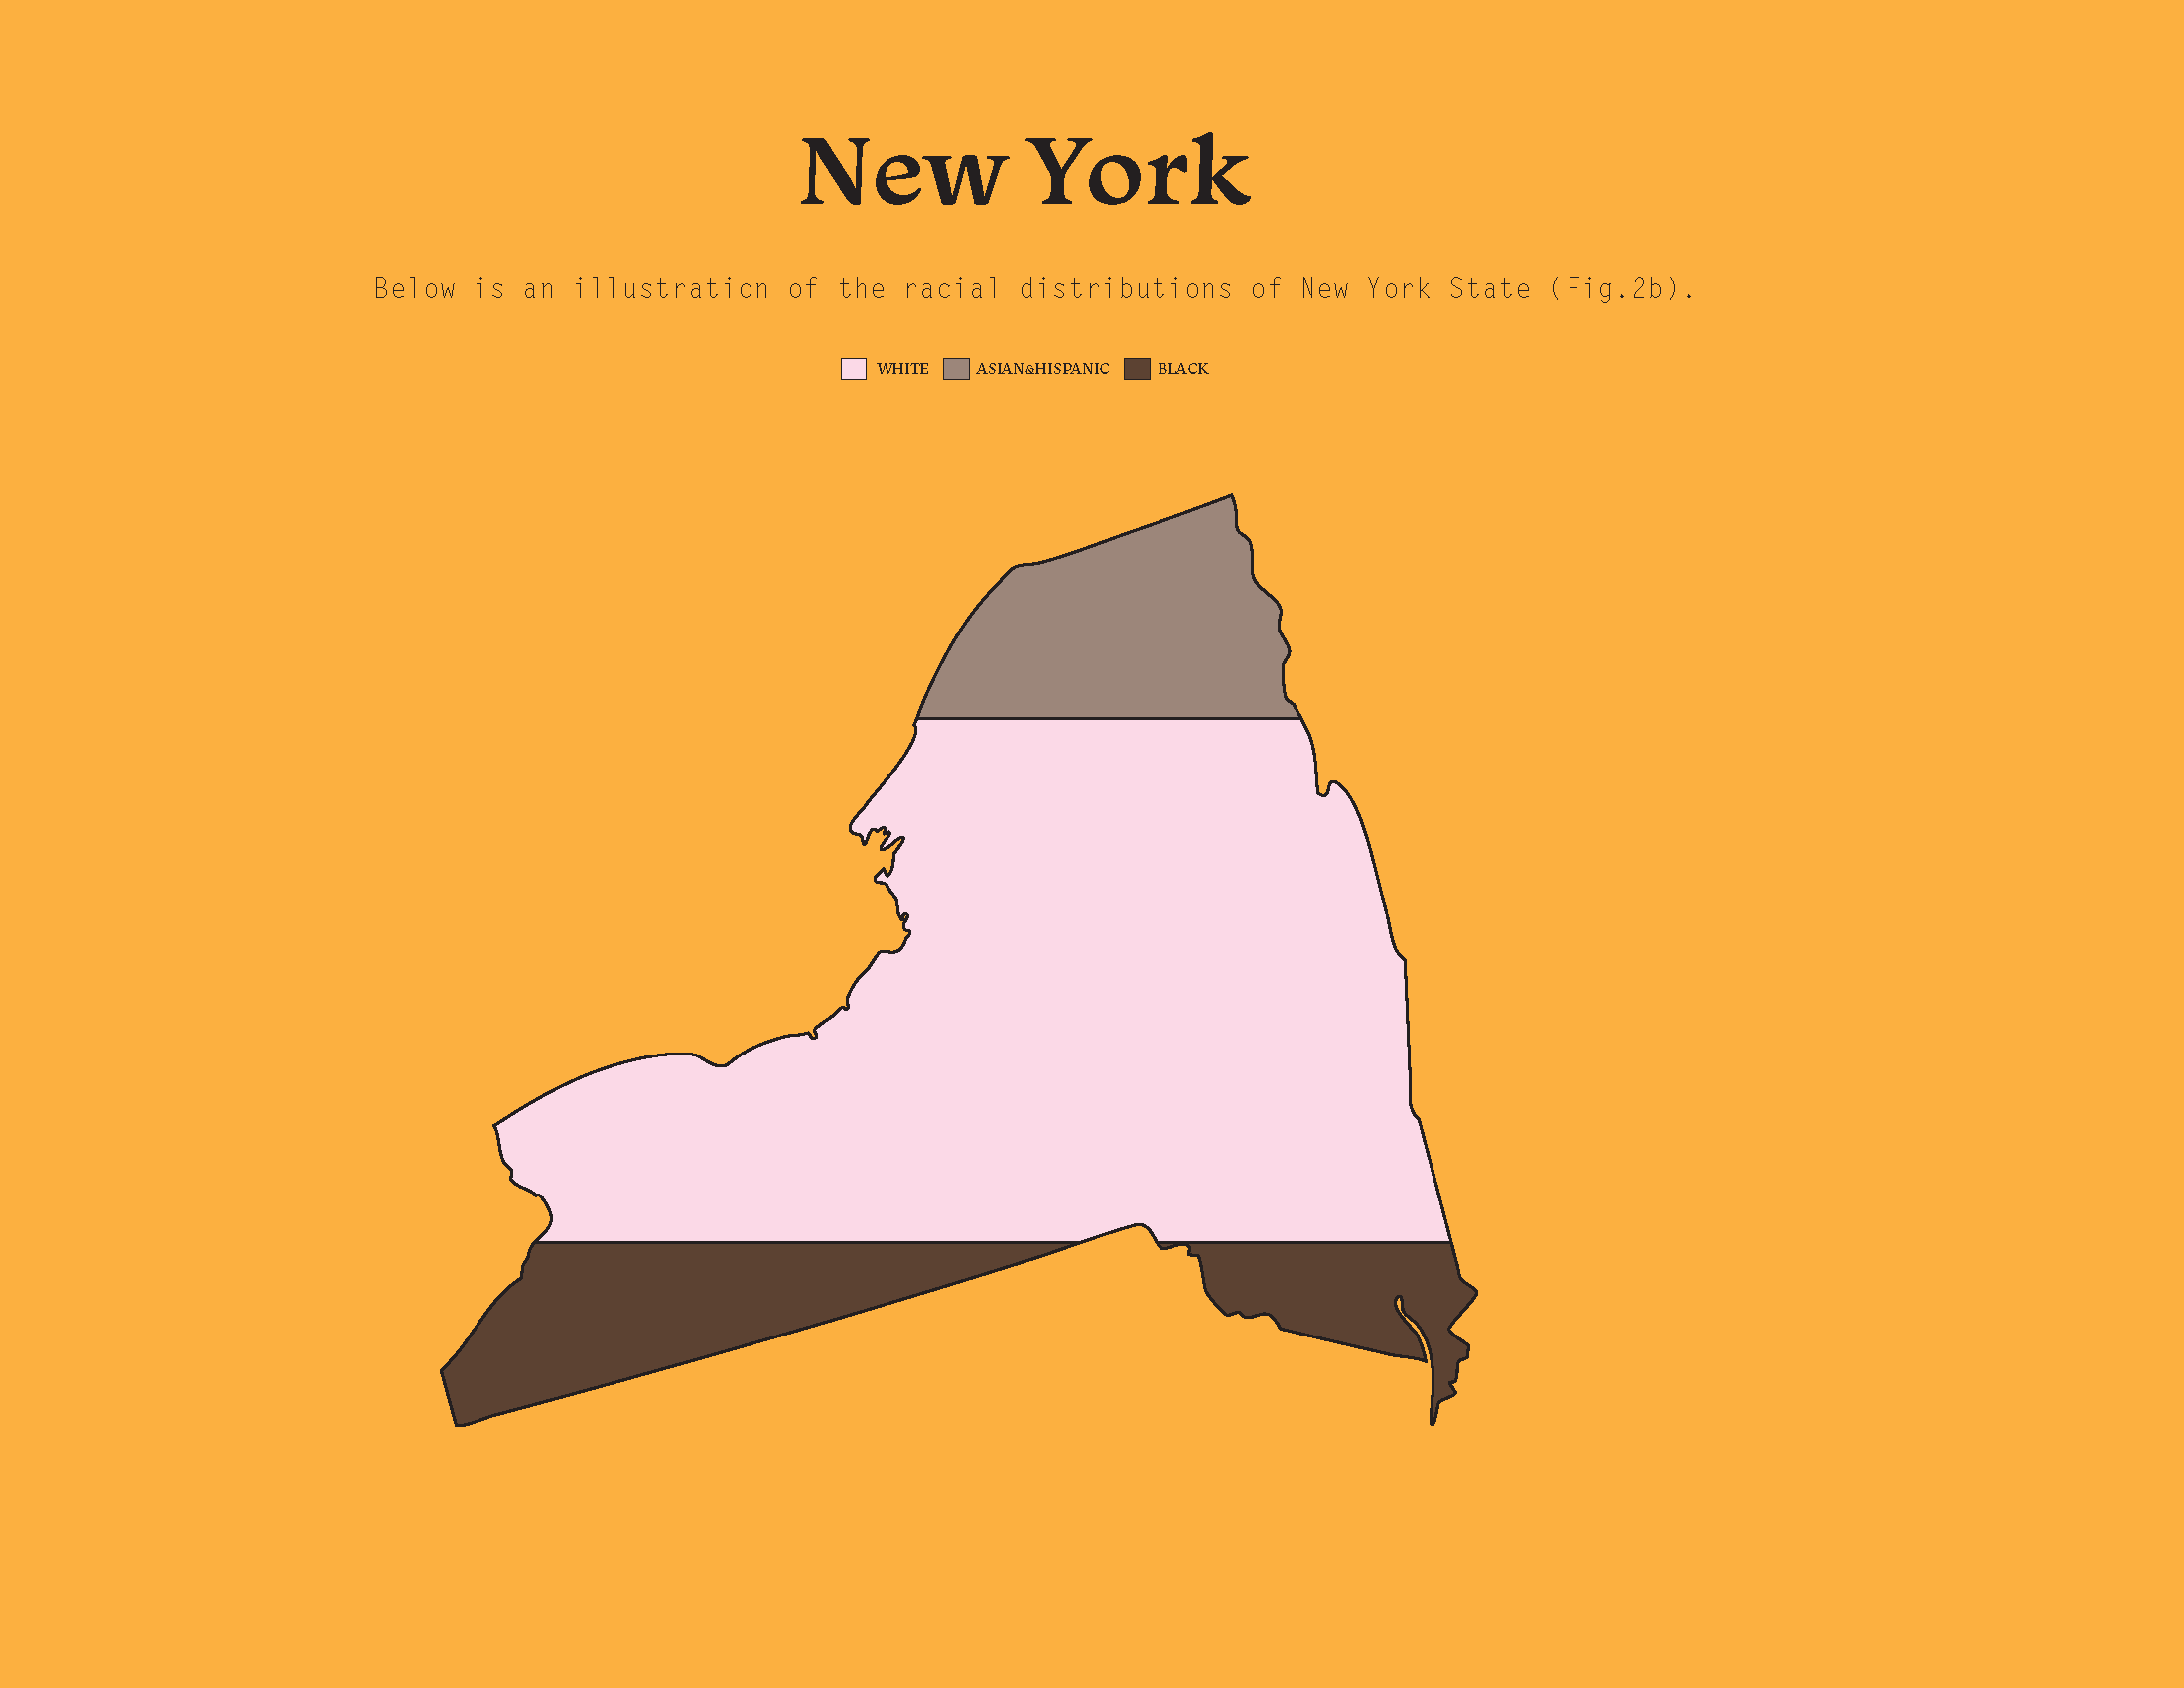 New York
Below is an illustration of the racial distributions of New York State (Fig.2b).
WHITE ASIAN&HISPANIC BLACK